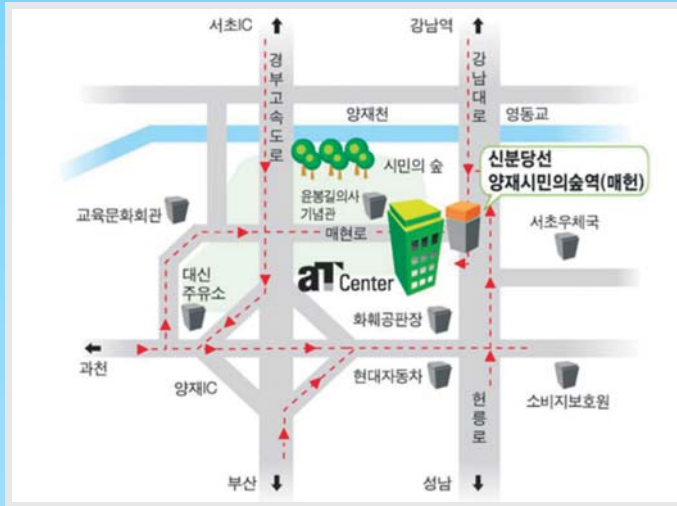 서초IC
강남역
경부고속도로
강남대로
양재천
영동교
시민의 숲
신분당선
양재시민의숲역(매헌)
윤봉길의사
기념관
교육문화회관
매헌로
서초우체국
대신
주유소
aT Center
화훼공판장
과천
양재IC
현대자동차
헌릉로
소비지보호원
부산
성남